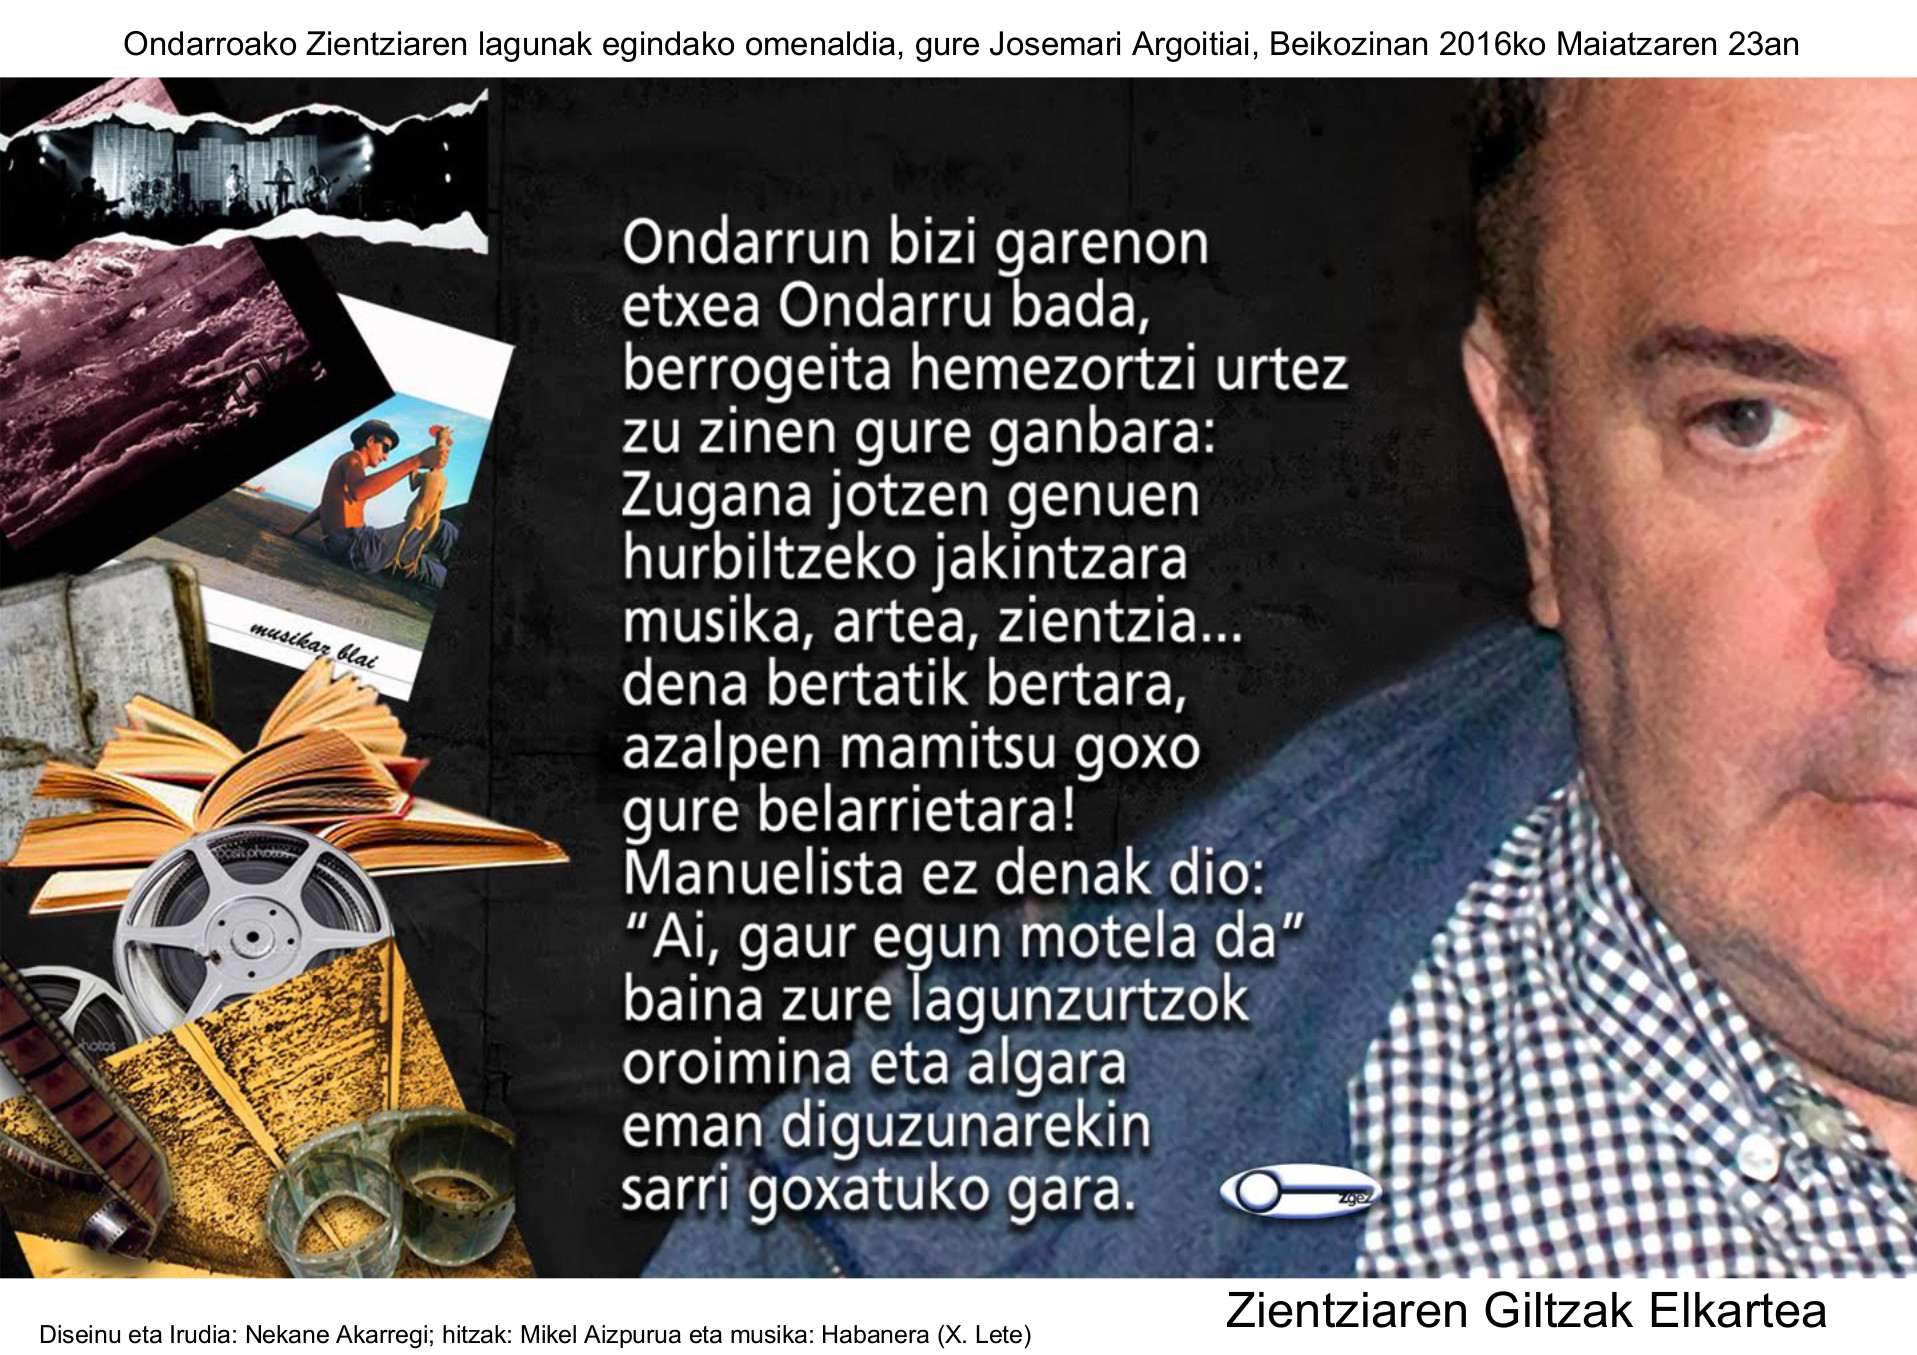 Ondarroako Zientziaren lagunak egindako omenaldia, gure Josemari Argoitiai, Beikozinan 2016ko Maiatzaren 23an
Ondarrun bizi garenon
etxea Ondarru bada,
berrogeita hemezortzi urtez
zu zinen gure ganbara:
Zugana jotzen genuen
hurbiltzeko jakintzara
musika, artea, zientzia...
dena bertatik bertara,
azalpen mamitsu goxo
gure belarrietara!
Manuelista ez denak dio:
“Ai, gaur egun motela da”
baina zure lagunzurtzok
oroimina eta algara
eman diguzunarekin
sarri goxatuko gara.
musikaz blai
zgez
Zientziaren Giltzak Elkartea
Diseinu eta Irudia: Nekane Akarregi; hitzak: Mikel Aizpurua eta musika: Habanera (X. Lete)